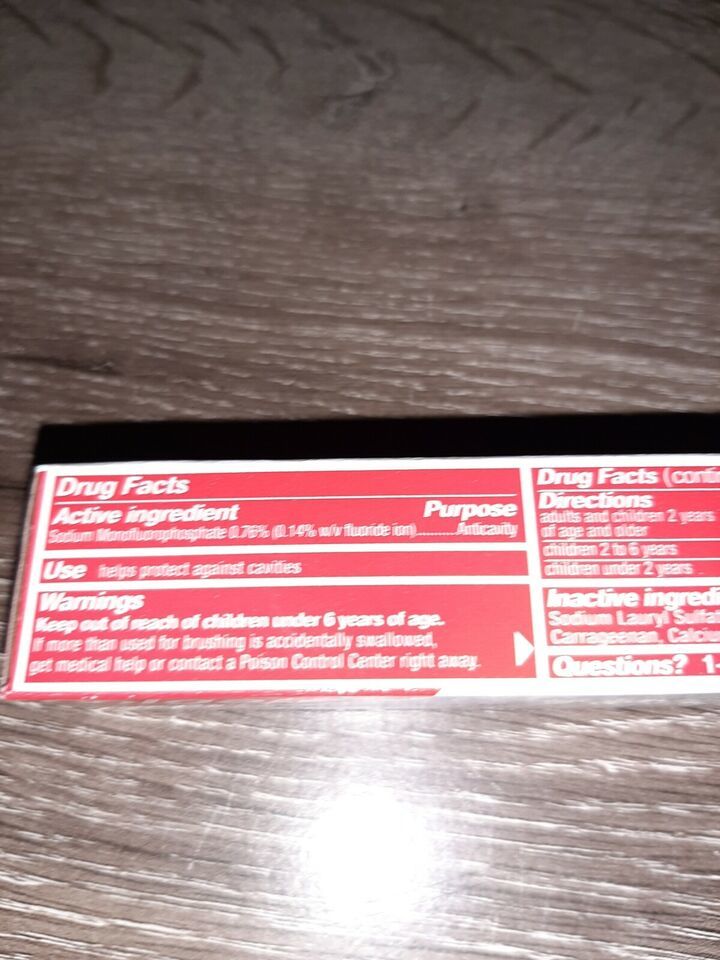 Drug Facts
Active ingredient Purpose
Sodium Monofluorophosphate 0.76% (0.14% w/v fluoride ion)..........Anticavity
Use helps protect against cavities
Warnings
Keep out of reach of children under 6 years of age.
If more than used for brushing is accidentally swallowed,
get medical help or contact a Poison Control Center right away.
Drug Facts
Directions
adults and children 2 years
of age and older
children 2 to 6 years
children under 2 years
Inactive
Sodium Lauryl
Carrageenan,
Questions?